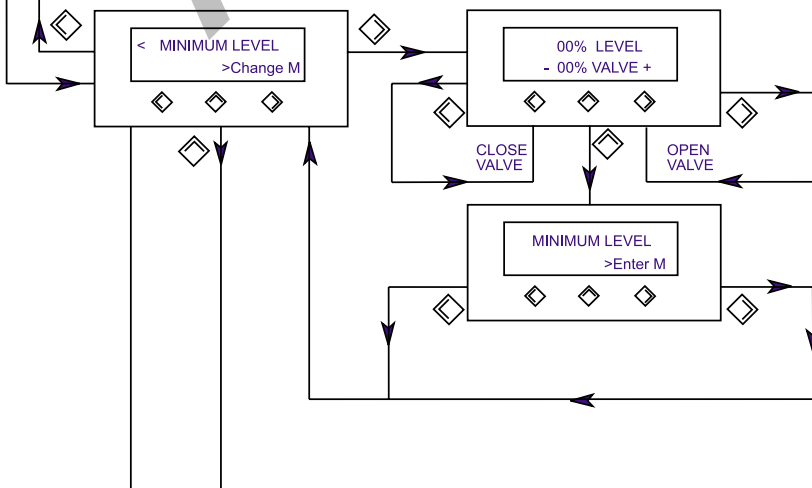 < MINIMUM LEVEL
>Change M
00% LEVEL
- 00% VALVE +
CLOSE
VALVE
OPEN
VALVE
MINIMUM LEVEL
>Enter M